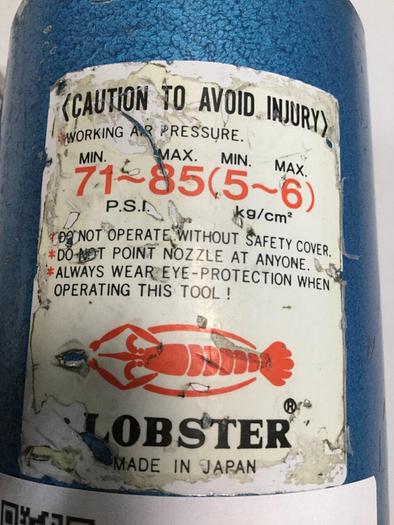 <CAUTION TO AVOID INJURY>
*WORKING AIR PRESSURE.
MIN. MAX. MIN. MAX.
71~85(5~6)
P.S.I. kg/cm²
*DO NOT OPERATE WITHOUT SAFETY COVER.
*DO NOT POINT NOZZLE AT ANYONE.
*ALWAYS WEAR EYE-PROTECTION WHEN
OPERATING THIS TOOL!
LOBSTER®
MADE IN JAPAN